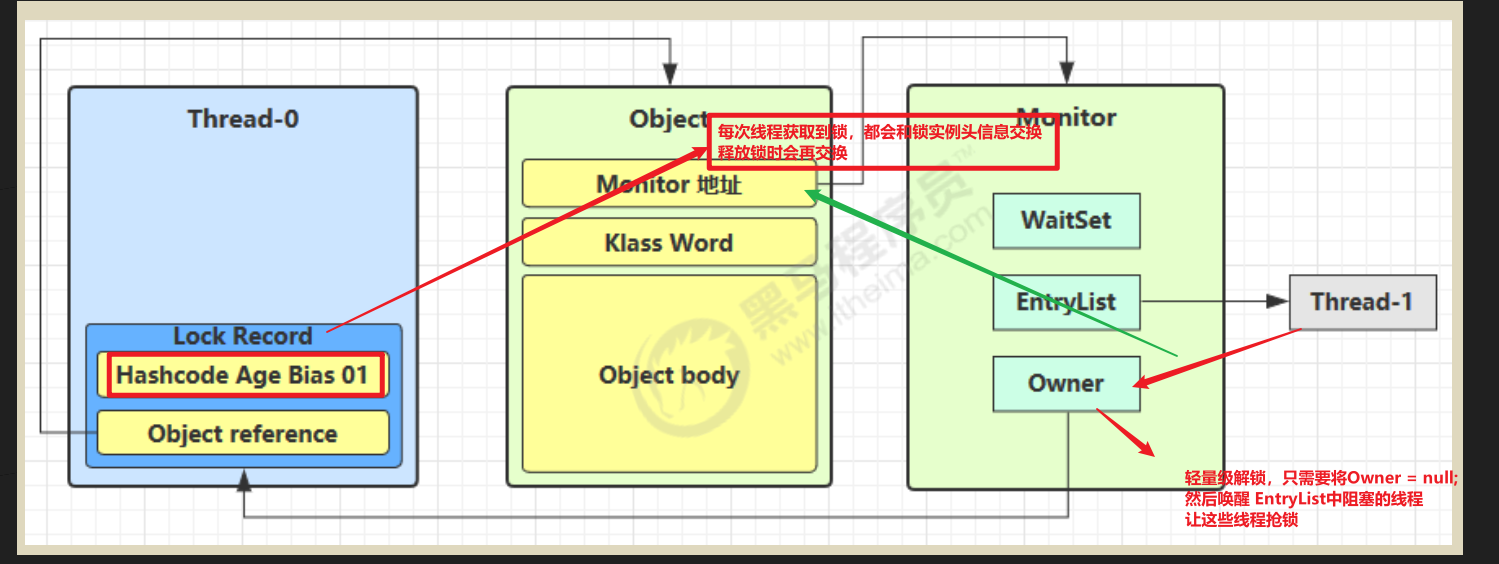 Thread-0
Lock Record
Hashcode Age Bias 01
Object reference
Object
每次线程获取到锁，都会和锁实例头信息交换
释放锁时会再交换
Monitor 地址
Klass Word
Object body
Monitor
WaitSet
EntryList
Owner
Thread-1
轻量级解锁，只需要将Owner = null;
然后唤醒 EntryList中阻塞的线程
让这些线程抢锁
黑马程序员™
www.itheima.com